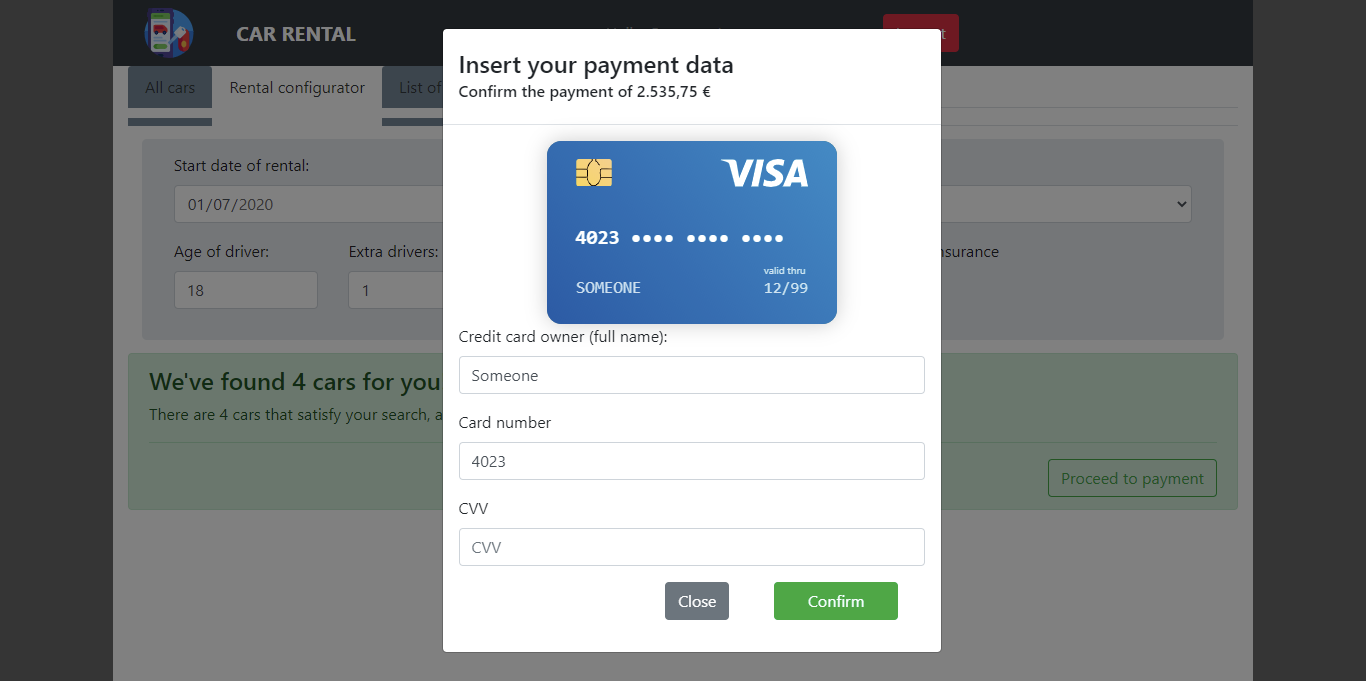 CAR RENTAL
All cars
Rental configurator
List of
Start date of rental:
01/07/2020
Age of driver:
Extra drivers:
18
1
We've found 4 cars for you
There are 4 cars that satisfy your search,
Proceed to payment
Insert your payment data
Confirm the payment of 2.535,75 €
VISA
4023 •••• •••• ••••
valid thru
SOMEONE 12/99
Credit card owner (full name):
Someone
Card number
4023
CVV
CVV
Close Confirm